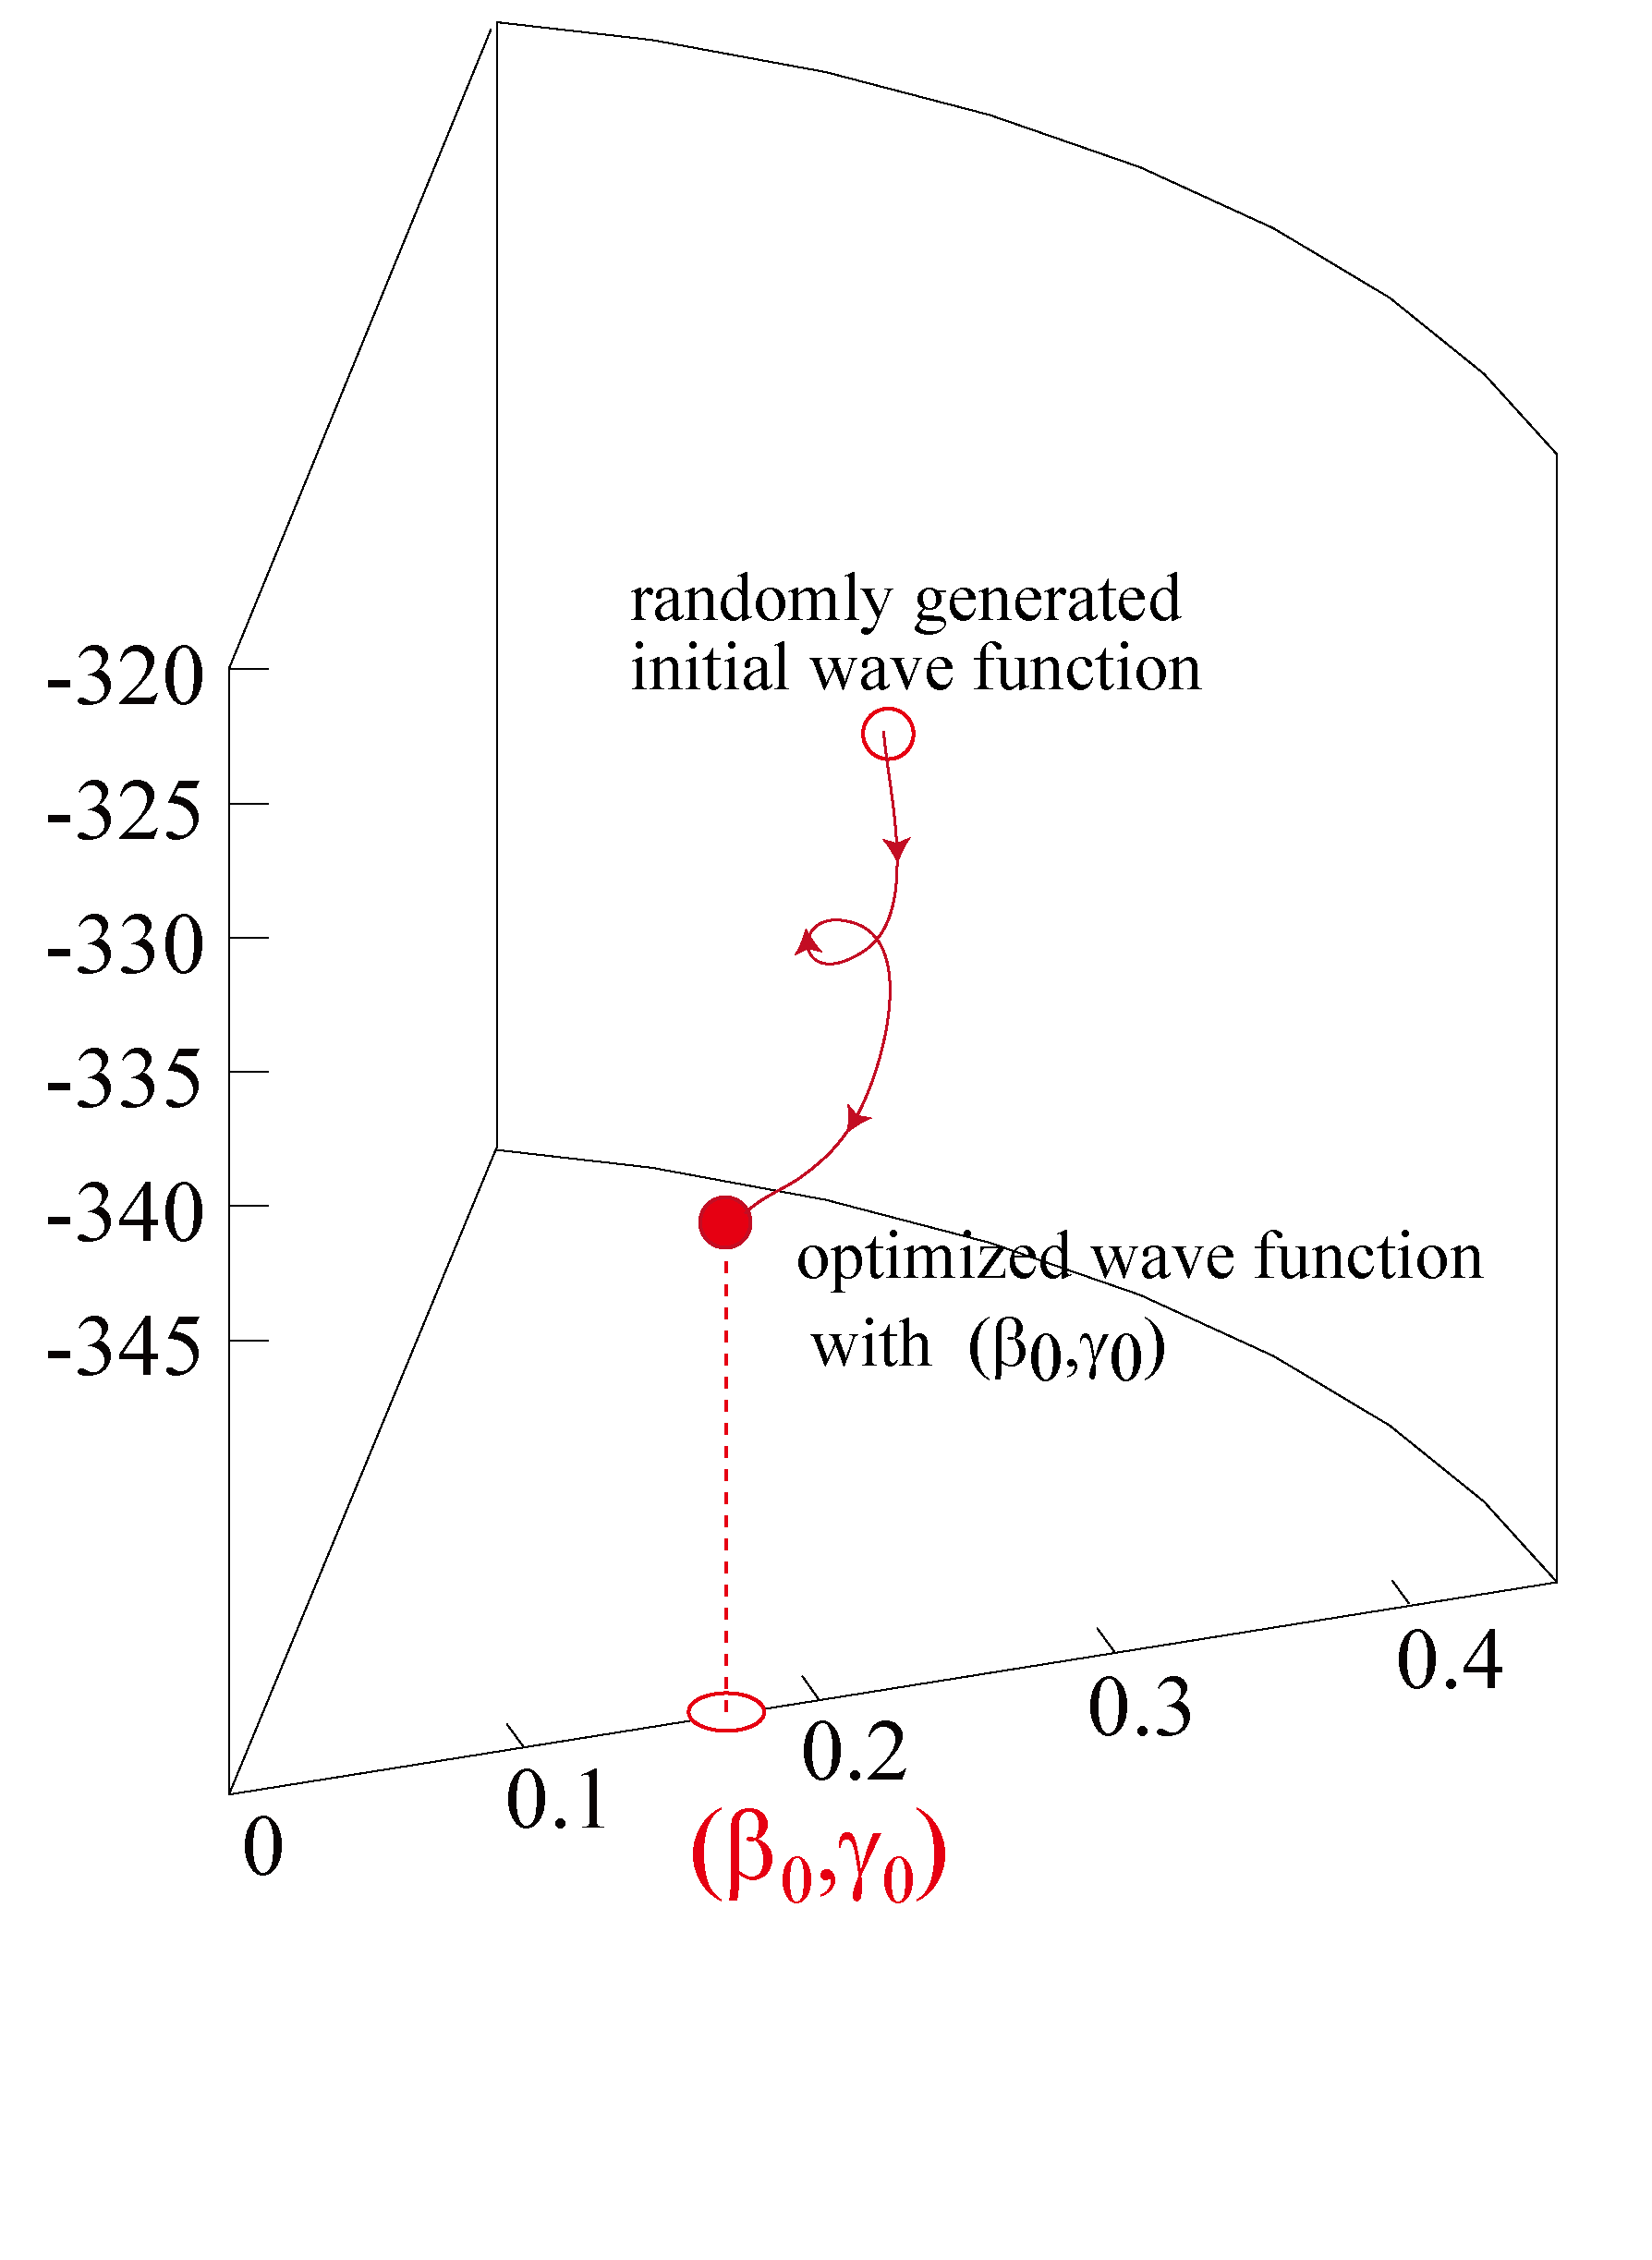 randomly generated
initial wave function
-320
-325
-330
-335
-340
-345
optimized wave function
with (β0,γ0)
0
0.1
0.2
0.3
0.4
(β₀,γ₀)